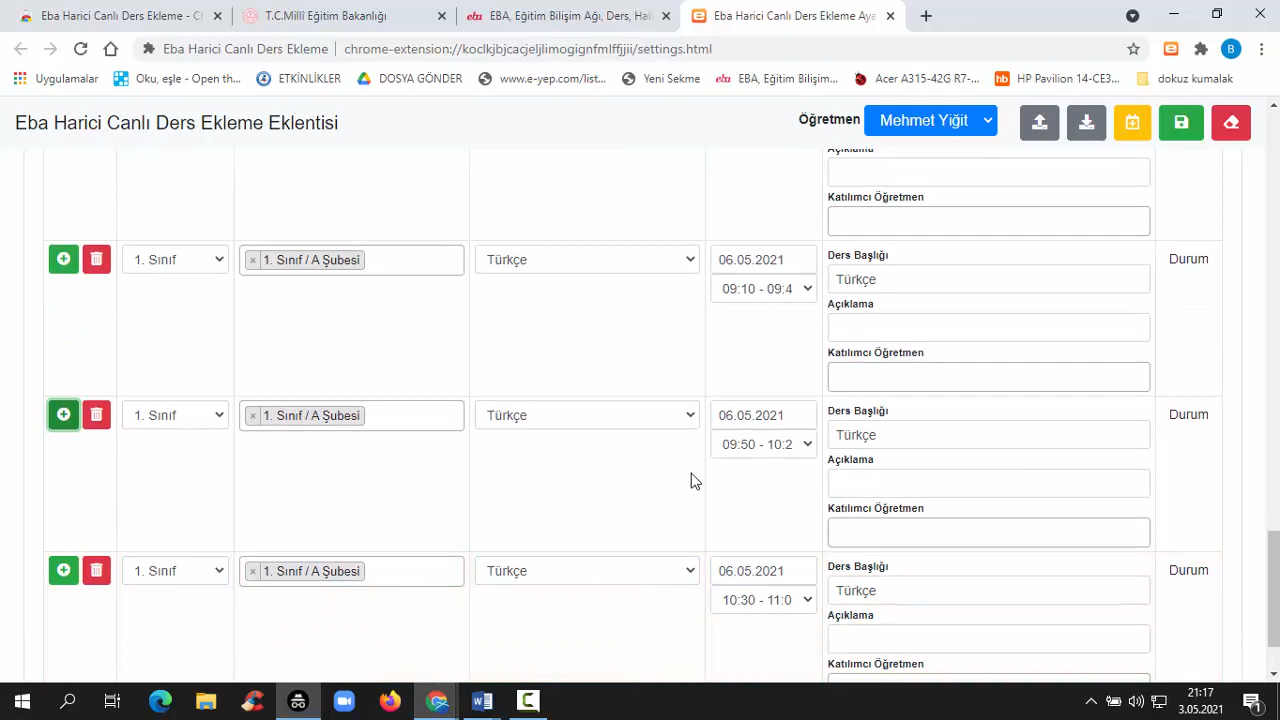 Eba Harici Canlı Ders Ekleme - C
T.C.Millî Eğitim Bakanlığı
EBA, Eğitim Bilişim Ağı, Ders, Hab
Eba Harici Canlı Ders Ekleme Aya
Eba Harici Canlı Ders Ekleme | chrome-extension://koclkjbjcacjeljlimogignfmlffjjii/settings.html
B
Uygulamalar
Oku, eşle - Open th...
ETKİNLİKLER
DOSYA GÖNDER
www.e-yep.com/list...
Yeni Sekme
EBA, Eğitim Bilişim...
Acer A315-42G R7-...
HP Pavilion 14-CE3...
dokuz kumalak
Eba Harici Canlı Ders Ekleme Eklentisi
Öğretmen
Mehmet Yiğit
Açıklama
Katılımcı Öğretmen
1. Sınıf
× 1. Sınıf / A Şubesi
Türkçe
06.05.2021
09:10 - 09:4
Ders Başlığı
Türkçe
Açıklama
Katılımcı Öğretmen
Durum
1. Sınıf
× 1. Sınıf / A Şubesi
Türkçe
06.05.2021
09:50 - 10:2
Ders Başlığı
Türkçe
Açıklama
Katılımcı Öğretmen
Durum
1. Sınıf
× 1. Sınıf / A Şubesi
Türkçe
06.05.2021
10:30 - 11:0
Ders Başlığı
Türkçe
Açıklama
Katılımcı Öğretmen
Durum
21:17
3.05.2021